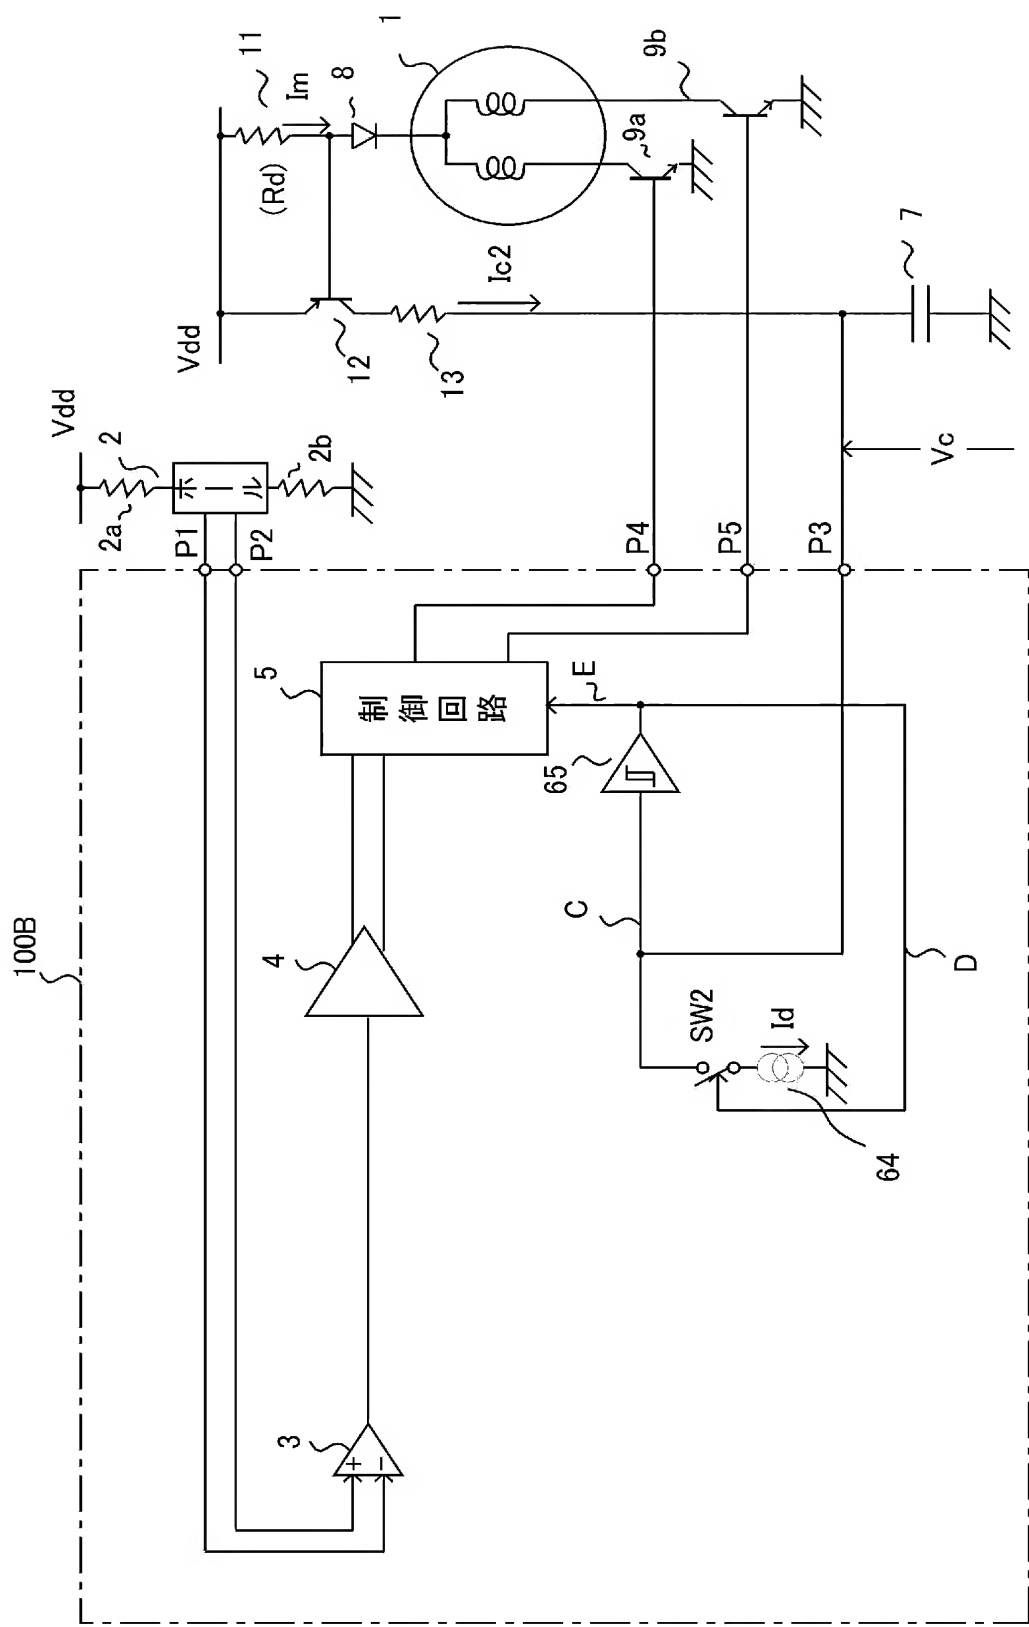 100B
3
4
5
制御回路
P1
P2
2a
2
ホール
2b
Vdd
Vdd
11
Im
(Rd)
8
1
12
13
Ic2
9a
9b
7
Vc
P4
P5
P3
E
65
C
SW2
Id
64
D
+
−